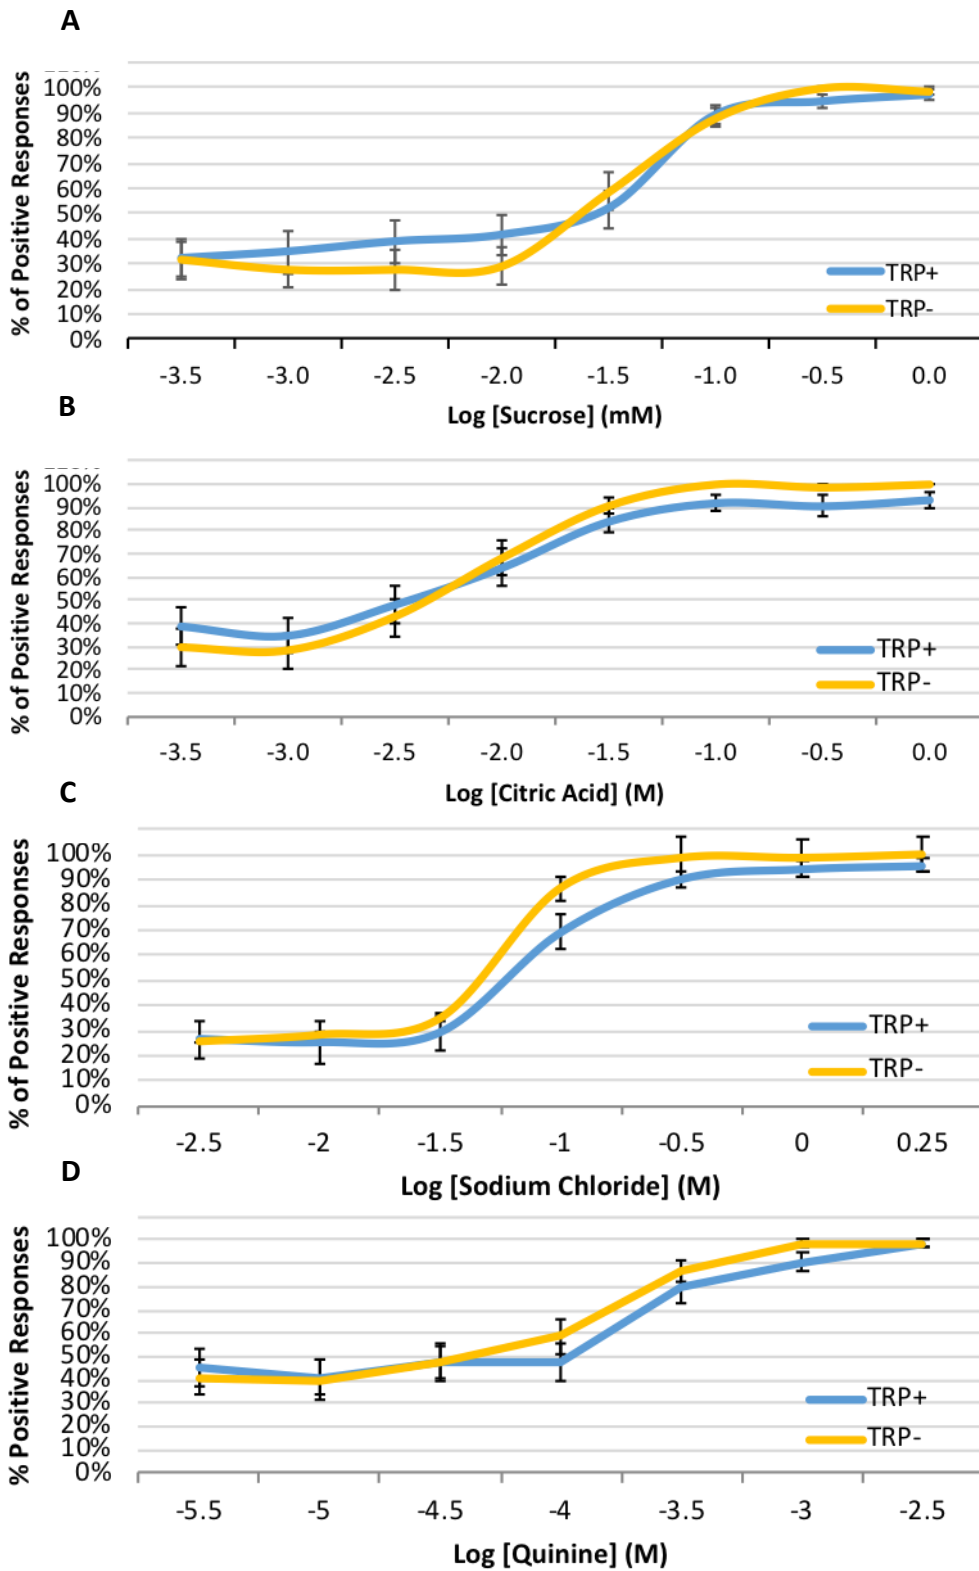 A
% of Positive Responses
100%
90%
80%
70%
60%
50%
40%
30%
20%
10%
0%
TRP+
TRP-
-3.5 -3.0 -2.5 -2.0 -1.5 -1.0 -0.5 0.0
Log [Sucrose] (mM)
B
% of Positive Responses
100%
90%
80%
70%
60%
50%
40%
30%
20%
10%
0%
TRP+
TRP-
-3.5 -3.0 -2.5 -2.0 -1.5 -1.0 -0.5 0.0
Log [Citric Acid] (M)
C
% of Positive Responses
100%
90%
80%
70%
60%
50%
40%
30%
20%
10%
0%
TRP+
TRP-
-2.5 -2 -1.5 -1 -0.5 0 0.25
Log [Sodium Chloride] (M)
D
% Positive Responses
100%
90%
80%
70%
60%
50%
40%
30%
20%
10%
0%
TRP+
TRP-
-5.5 -5 -4.5 -4 -3.5 -3 -2.5
Log [Quinine] (M)